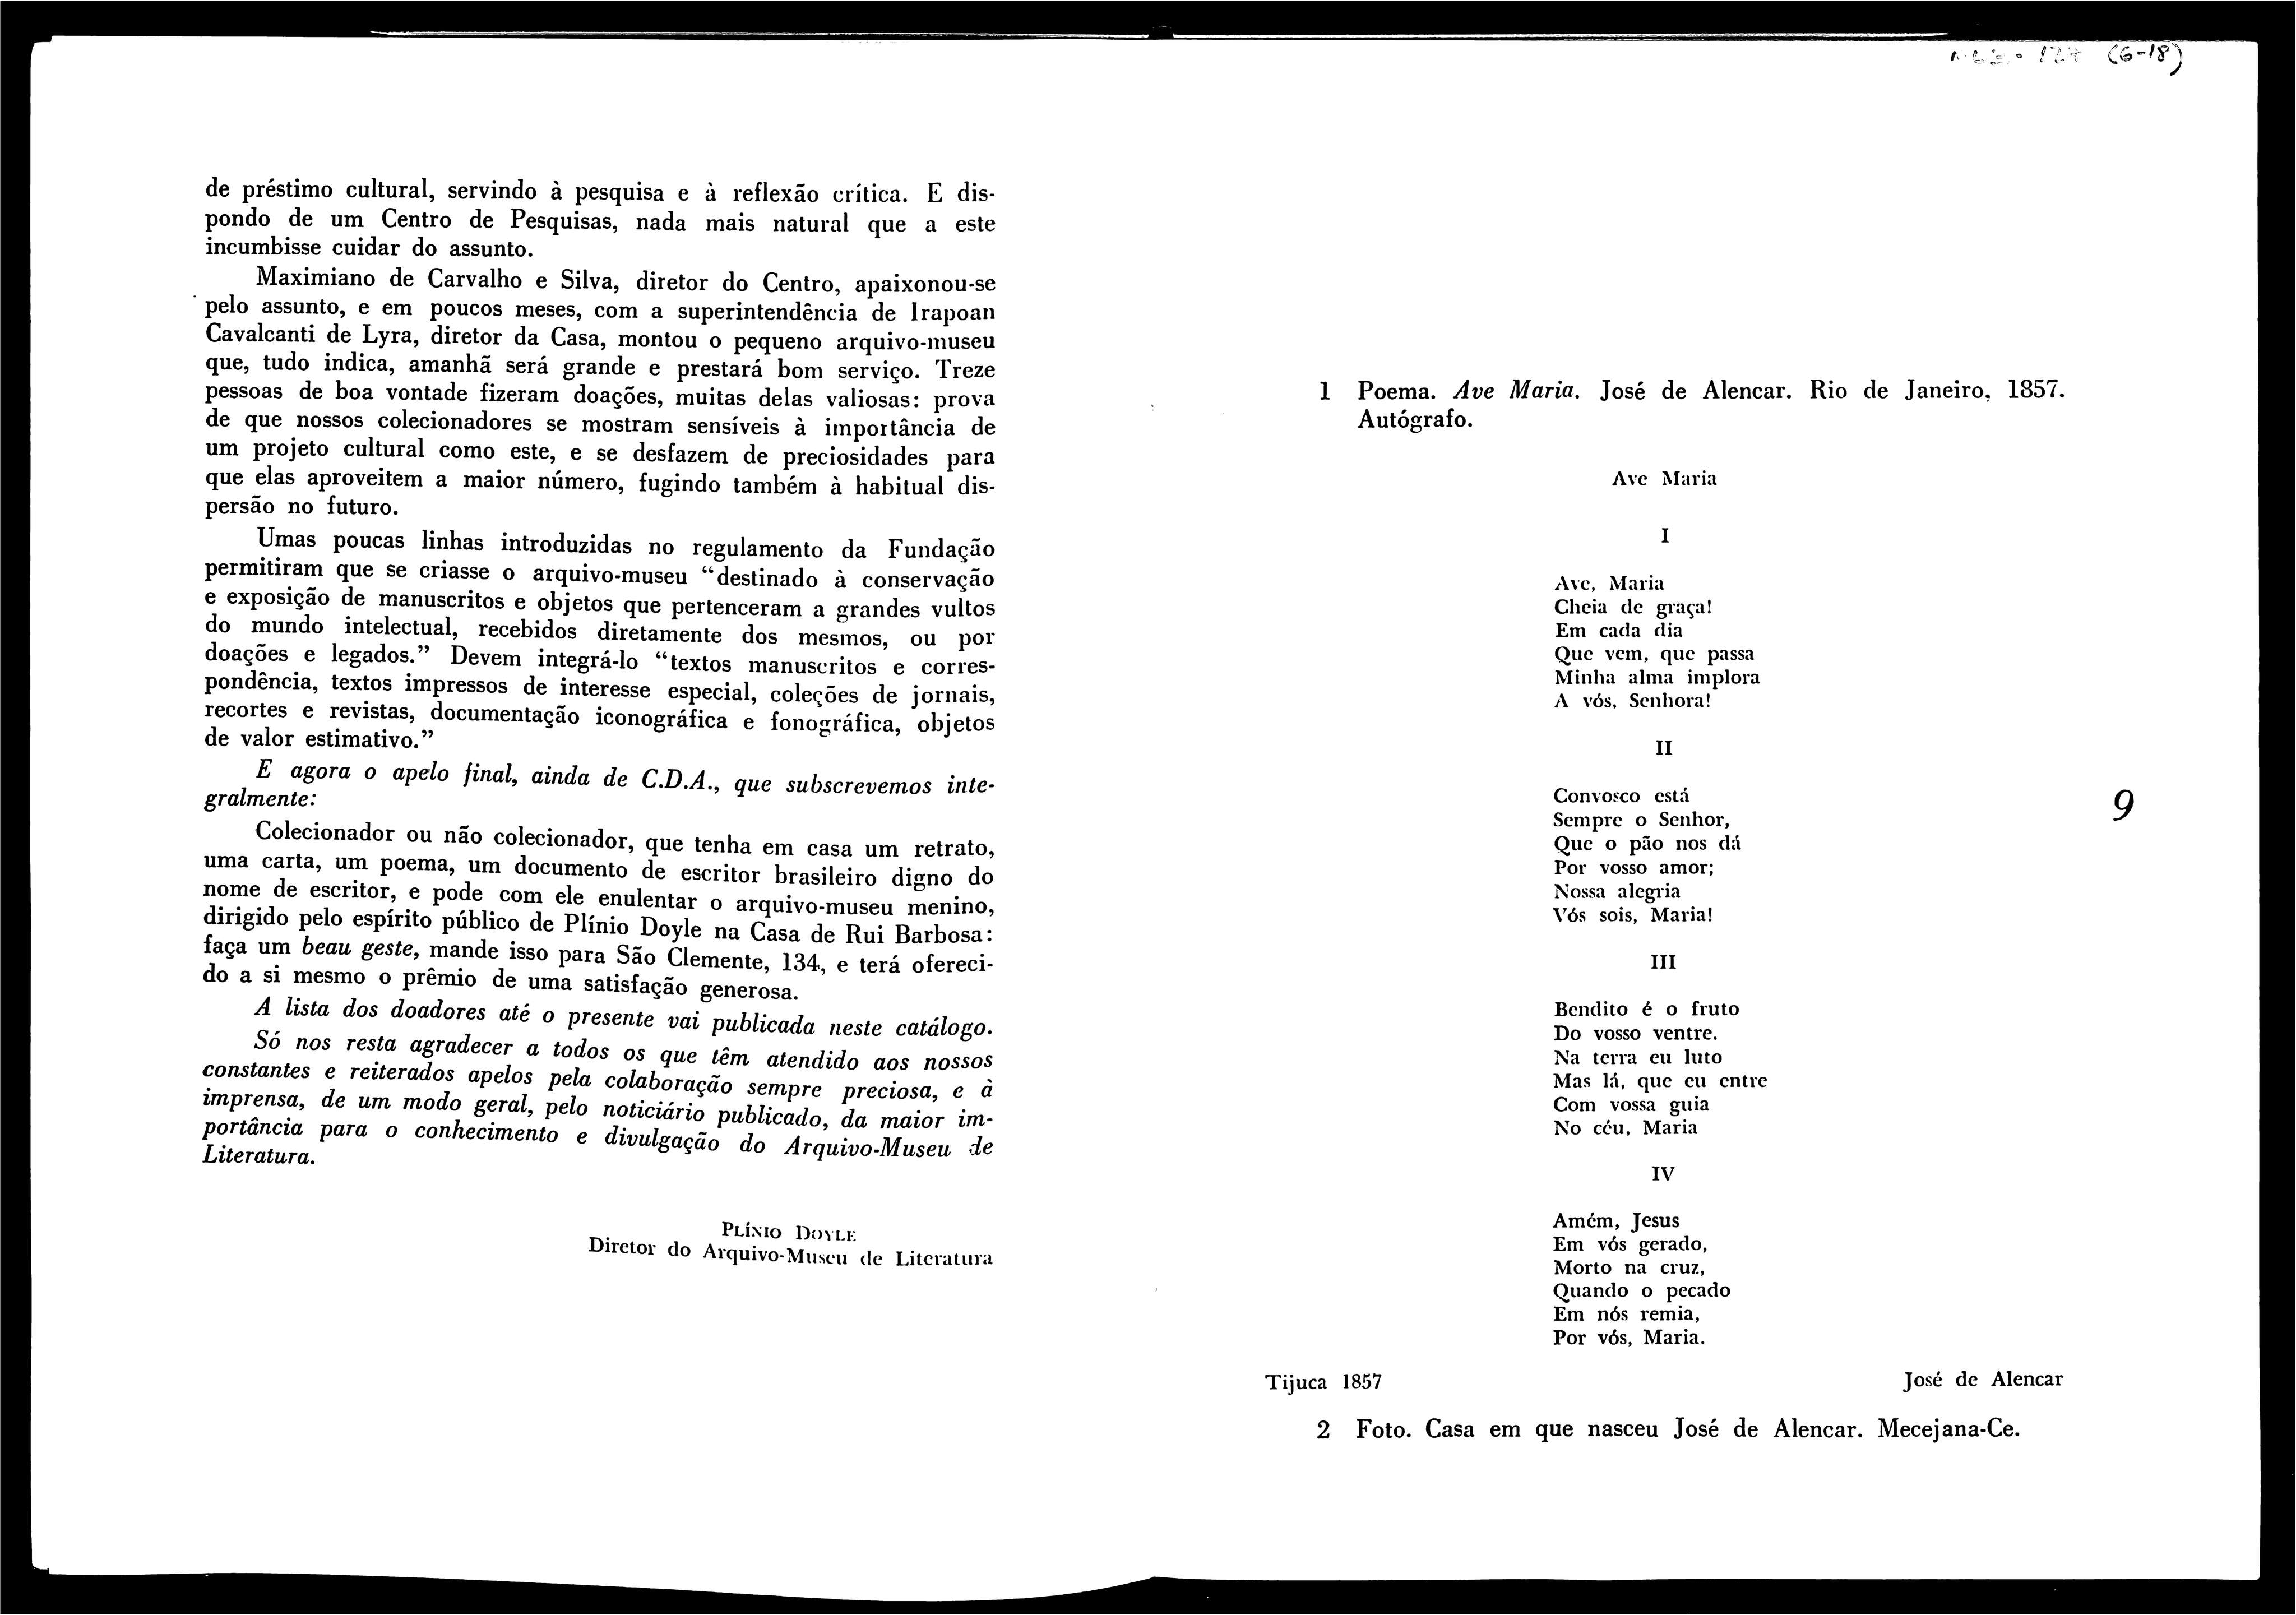 (6-18)
de préstimo cultural, servindo à pesquisa e à reflexão crítica. E dis-
pondo de um Centro de Pesquisas, nada mais natural que a este
incumbisse cuidar do assunto.
Maximiano de Carvalho e Silva, diretor do Centro, apaixonou-se
pelo assunto, e em poucos meses, com a superintendência de Irapoan
Cavalcanti de Lyra, diretor da Casa, montou o pequeno arquivo-museu
que, tudo indica, amanhã será grande e prestará bom serviço. Treze
pessoas de boa vontade fizeram doações, muitas delas valiosas: prova
de que nossos colecionadores se mostram sensíveis à importância de
um projeto cultural como este, e se desfazem de preciosidades para
que elas aproveitem a maior número, fugindo também à habitual dis-
persão no futuro.
Umas poucas linhas introduzidas no regulamento da Fundação
permitiram que se criasse o arquivo-museu “destinado à conservação
e exposição de manuscritos e objetos que pertenceram a grandes vultos
do mundo intelectual, recebidos diretamente dos mesmos, ou por
doações e legados.” Devem integrá-lo “textos manuscritos e corres-
pondência, textos impressos de interesse especial, coleções de jornais,
recortes e revistas, documentação iconográfica e fonográfica, objetos
de valor estimativo.”
E agora o apelo final, ainda de C.D.A., que subscrevemos inte-
gralmente:
Colecionador ou não colecionador, que tenha em casa um retrato,
uma carta, um poema, um documento de escritor brasileiro digno do
nome de escritor, e pode com ele enulentar o arquivo-museu menino,
dirigido pelo espírito público de Plínio Doyle na Casa de Rui Barbosa:
faça um beau geste, mande isso para São Clemente, 134, e terá ofereci-
do a si mesmo o prêmio de uma satisfação generosa.
A lista dos doadores até o presente vai publicada neste catálogo.
Só nos resta agradecer a todos os que têm atendido aos nossos
constantes e reiterados apelos pela colaboração sempre preciosa, e à
imprensa, de um modo geral, pelo noticiário publicado, da maior im-
portância para o conhecimento e divulgação do Arquivo-Museu de
Literatura.
PLÍNIO DOYLE
Diretor do Arquivo-Museu de Literatura
1 Poema. Ave Maria. José de Alencar. Rio de Janeiro, 1857.
Autógrafo.
Ave Maria
I
Ave, Maria
Cheia de graça!
Em cada dia
Que vem, que passa
Minha alma implora
A vós, Senhora!
II
Convosco está
Sempre o Senhor,
Que o pão nos dá
Por vosso amor;
Nossa alegria
Vós sois, Maria!
III
Bendito é o fruto
Do vosso ventre.
Na terra eu luto
Mas lá, que eu entre
Com vossa guia
No céu, Maria
IV
Amém, Jesus
Em vós gerado,
Morto na cruz,
Quando o pecado
Em nós remia,
Por vós, Maria.
Tijuca 1857 José de Alencar
2 Foto. Casa em que nasceu José de Alencar. Mecejana-Ce.
9